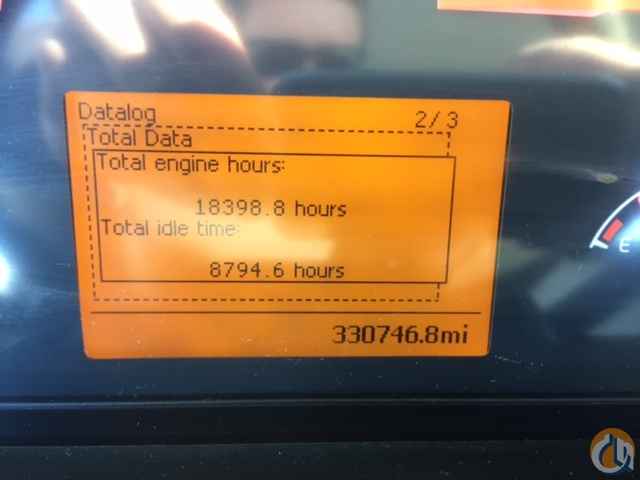 Datalog 2/3
Total Data
Total engine hours:
18398.8 hours
Total idle time:
8794.6 hours
330746.8mi
E